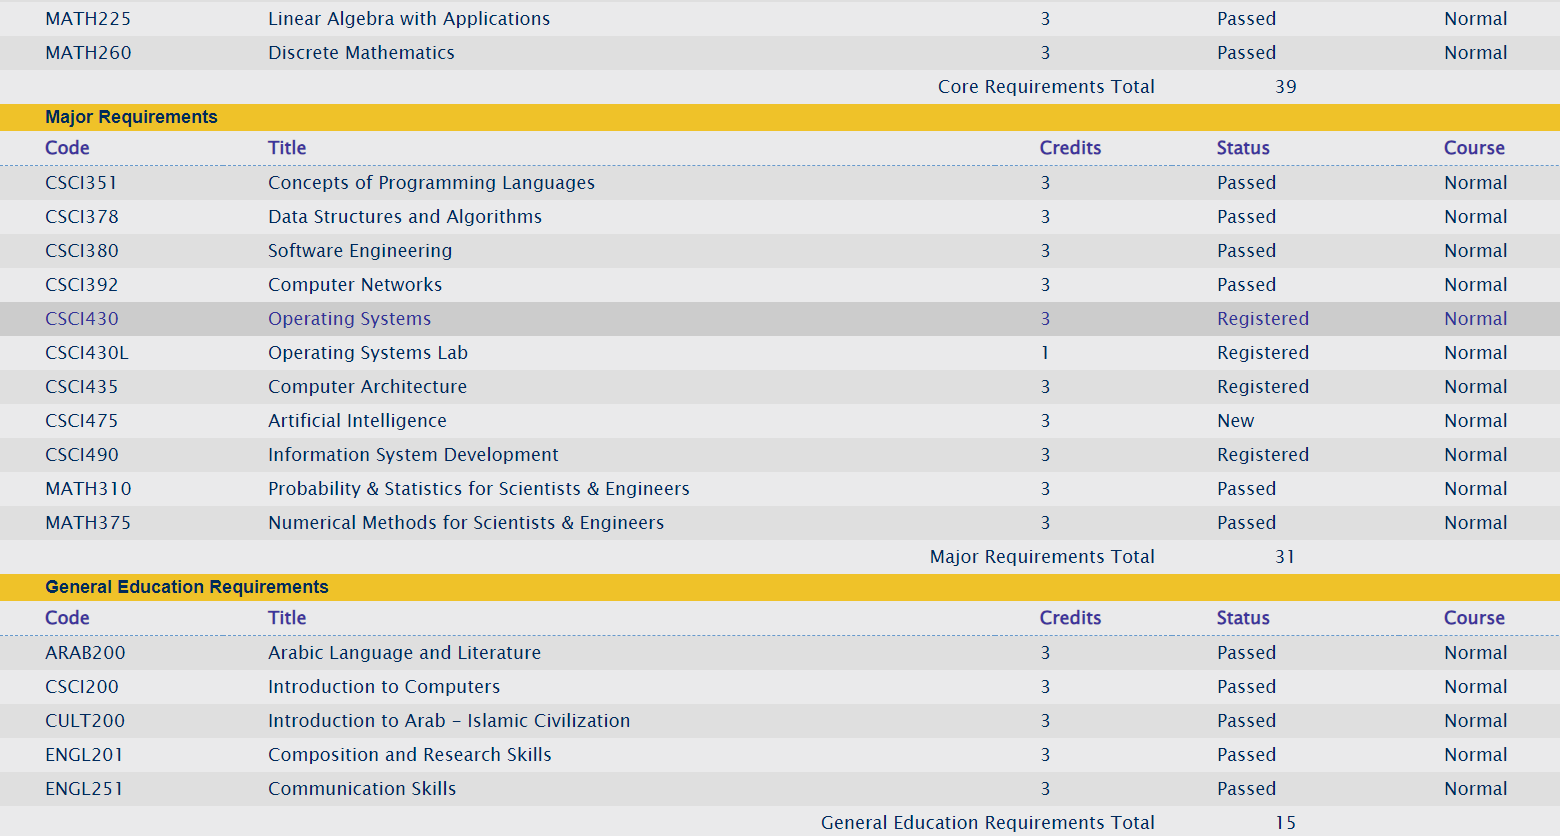 MATH225 Linear Algebra with Applications 3 Passed Normal
MATH260 Discrete Mathematics 3 Passed Normal
Core Requirements Total 39
Major Requirements
Code Title Credits Status Course
CSCI351 Concepts of Programming Languages 3 Passed Normal
CSCI378 Data Structures and Algorithms 3 Passed Normal
CSCI380 Software Engineering 3 Passed Normal
CSCI392 Computer Networks 3 Passed Normal
CSCI430 Operating Systems 3 Registered Normal
CSCI430L Operating Systems Lab 1 Registered Normal
CSCI435 Computer Architecture 3 Registered Normal
CSCI475 Artificial Intelligence 3 New Normal
CSCI490 Information System Development 3 Registered Normal
MATH310 Probability & Statistics for Scientists & Engineers 3 Passed Normal
MATH375 Numerical Methods for Scientists & Engineers 3 Passed Normal
Major Requirements Total 31
General Education Requirements
Code Title Credits Status Course
ARAB200 Arabic Language and Literature 3 Passed Normal
CSCI200 Introduction to Computers 3 Passed Normal
CULT200 Introduction to Arab – Islamic Civilization 3 Passed Normal
ENGL201 Composition and Research Skills 3 Passed Normal
ENGL251 Communication Skills 3 Passed Normal
General Education Requirements Total 15